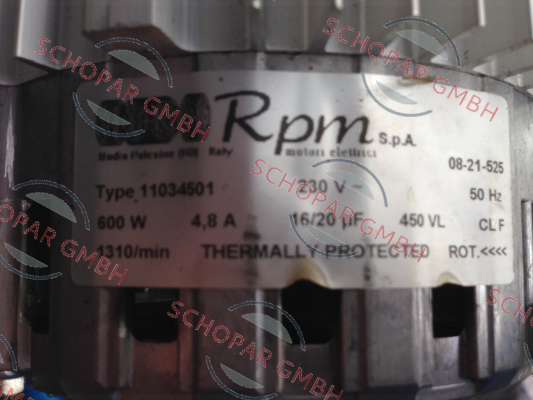 Rpm S.p.A.
Badia Polesine (RO) Italy motori elettrici
08-21-525
Type 11034501 230 V ~ 50 Hz
600 W 4,8 A 16/20 µF 450 VL CL F
1310/min THERMALLY PROTECTED ROT.<<<<
SCHOPAR GMBH
SCHOPAR GMBH
SCHOPAR GMBH
SCHOPAR GMBH
SCHOPAR GMBH
SCHOPAR GMBH